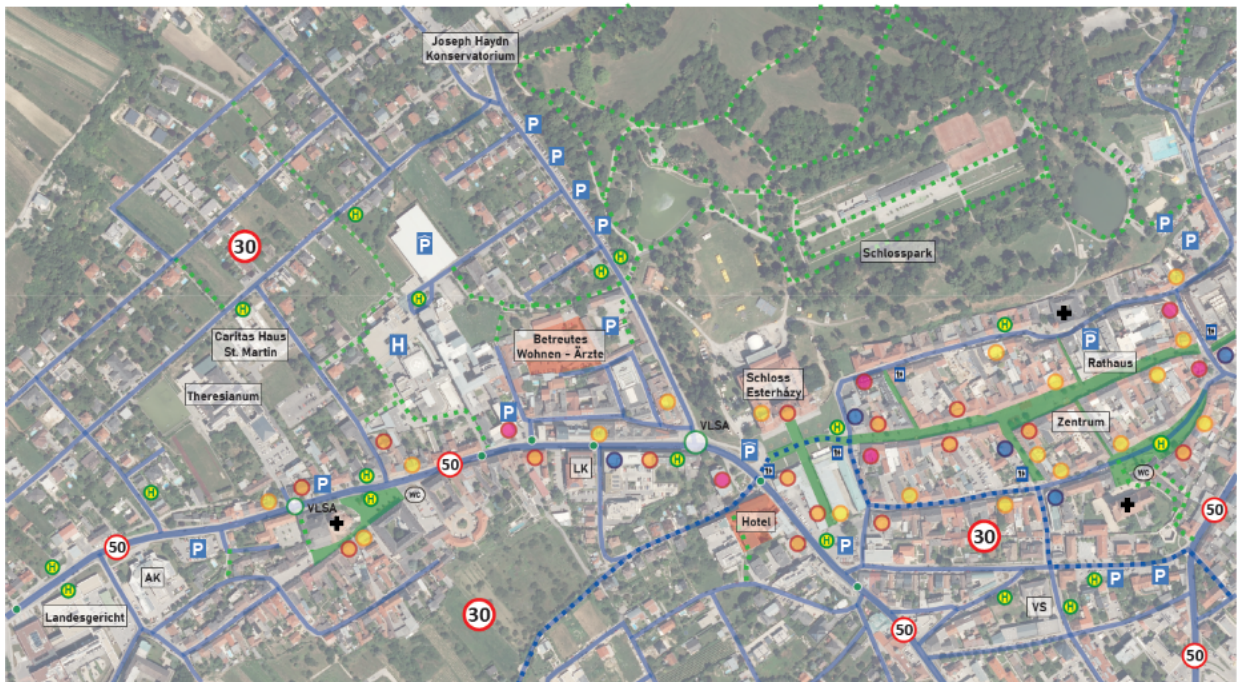 Joseph Haydn
Konservatorium
P
P
P
P
P
H
30
P
H
H
Schlosspark
P
P
H
H
Caritas Haus
St. Martin
H
Betreutes
Wohnen - Ärzte
P
H
P
Rathaus
Theresianum
Schloss
Esterházy
P
VLSA
P
H
Zentrum
H
50
LK
H
WC
H
P
H
WC
VLSA
Hotel
50
30
H
P
50
P
AK
H
H
Landesgericht
30
H
VS
H
H
P
P
50
50